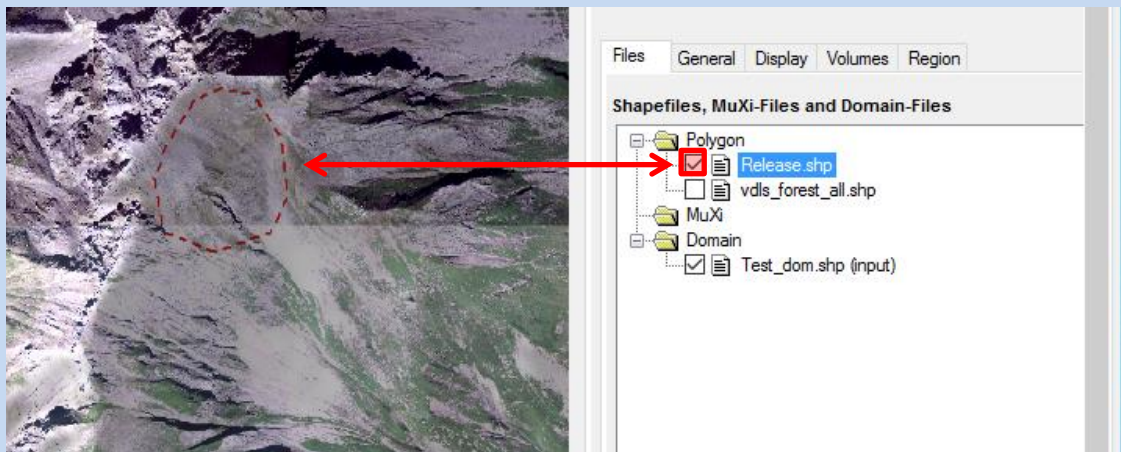 Files General Display Volumes Region
Shapefiles, MuXi-Files and Domain-Files
Polygon
Release.shp
vdls_forest_all.shp
MuXi
Domain
Test_dom.shp (input)